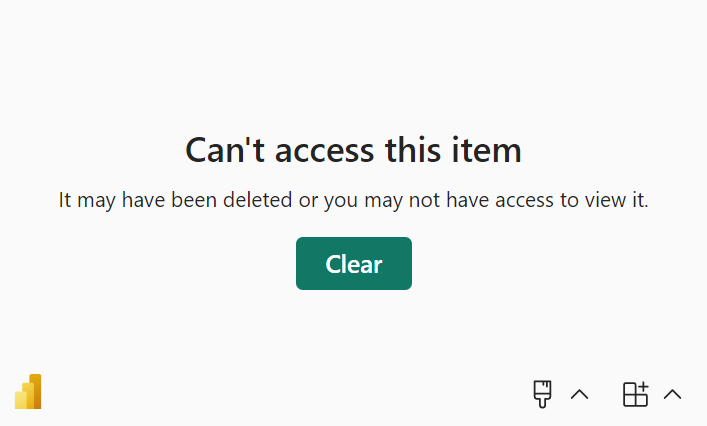 Can't access this item
It may have been deleted or you may not have access to view it.
Clear